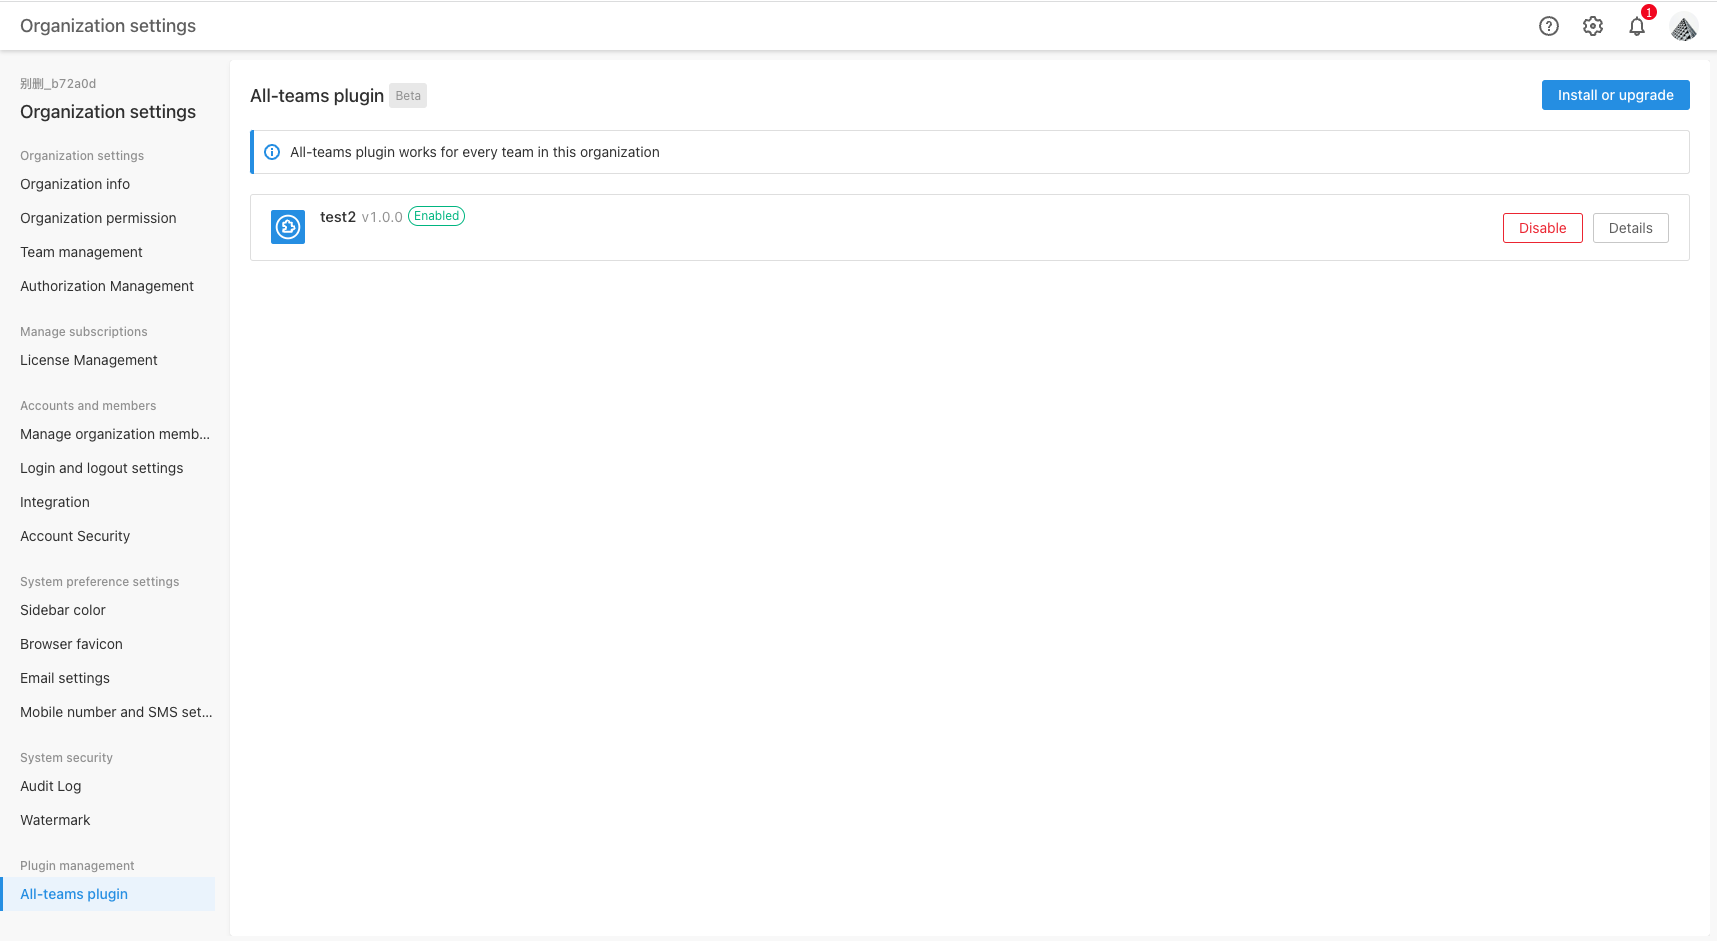 Organization settings
1
别删_b72a0d
Organization settings
Organization settings
Organization info
Organization permission
Team management
Authorization Management
Manage subscriptions
License Management
Accounts and members
Manage organization memb...
Login and logout settings
Integration
Account Security
System preference settings
Sidebar color
Browser favicon
Email settings
Mobile number and SMS set...
System security
Audit Log
Watermark
Plugin management
All-teams plugin
All-teams plugin Beta
Install or upgrade
All-teams plugin works for every team in this organization
test2 v1.0.0 Enabled
Disable Details